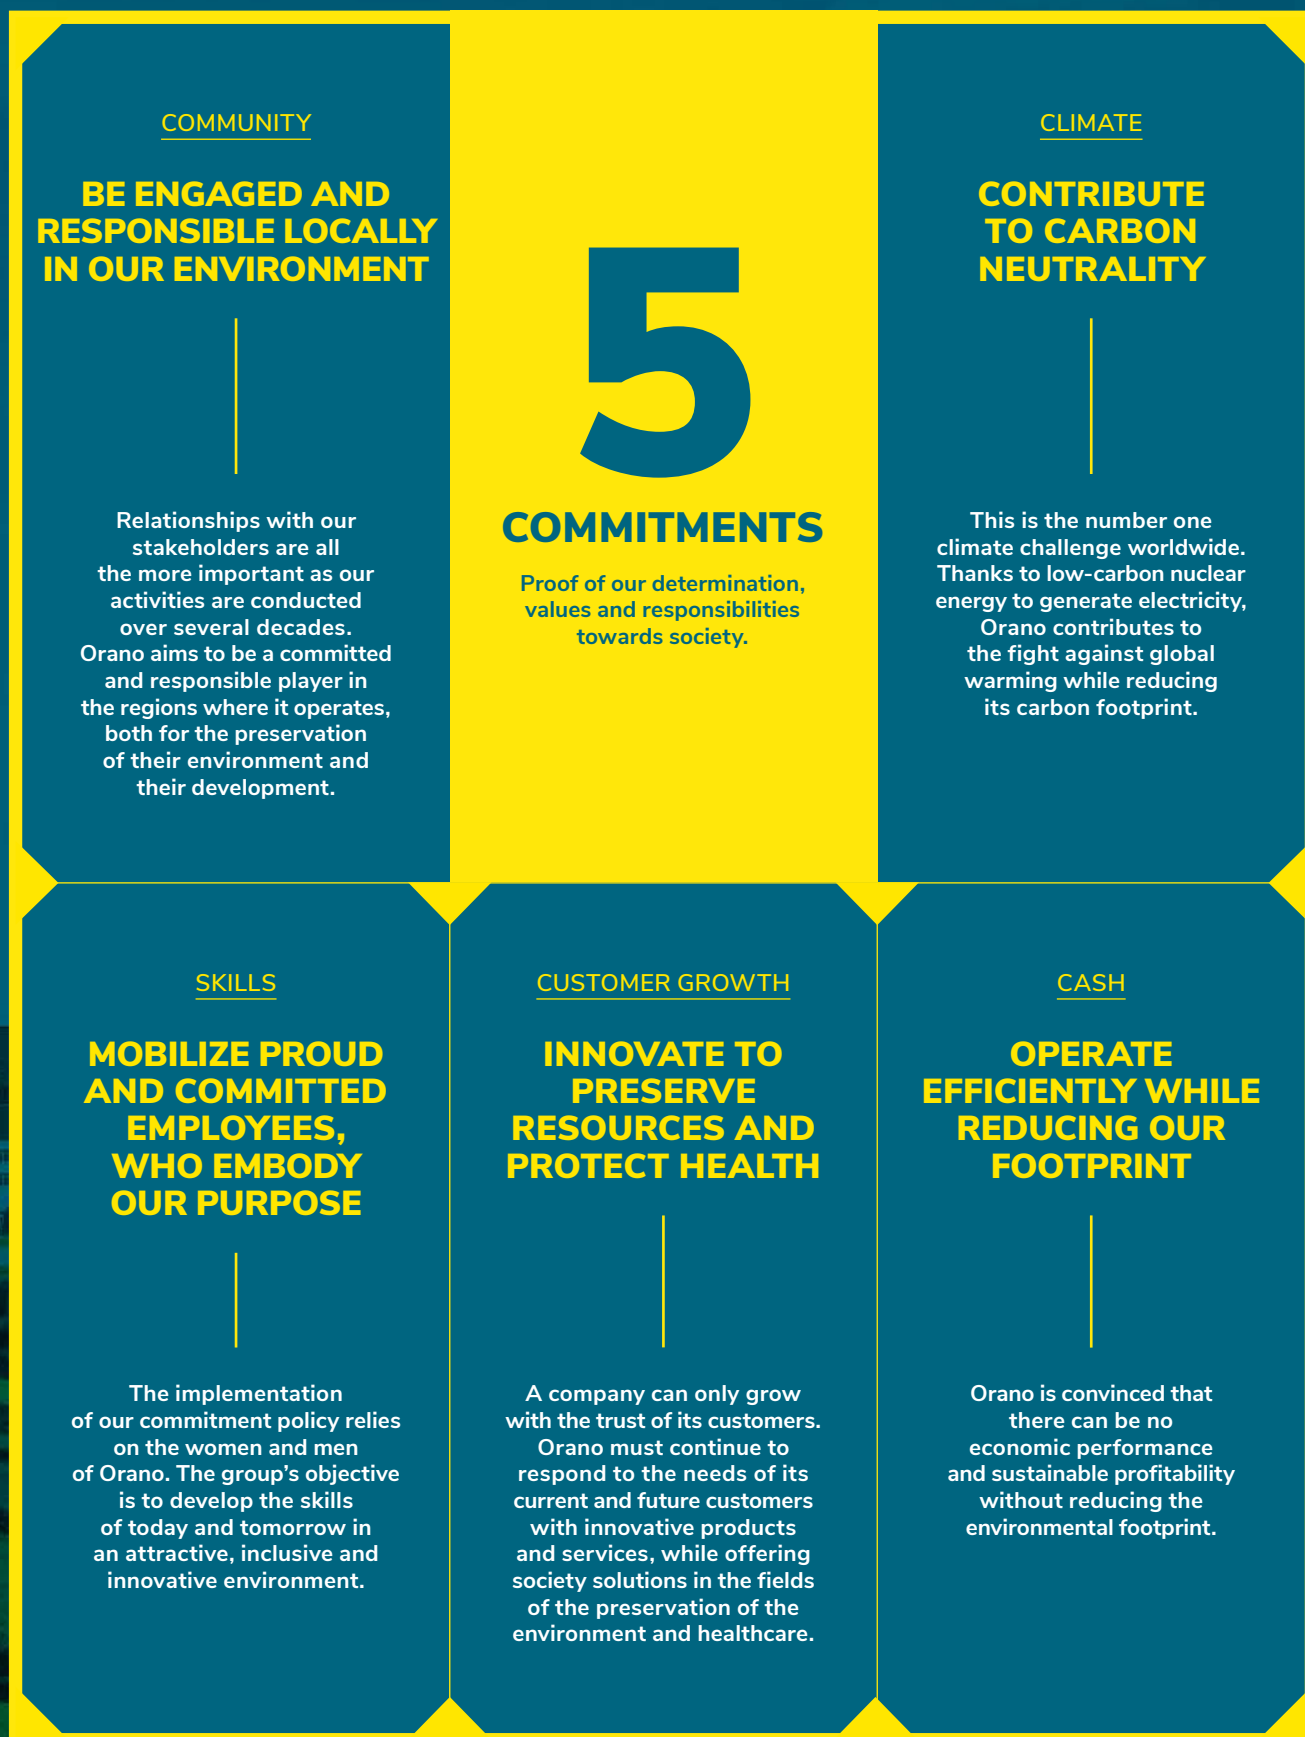 COMMUNITY
BE ENGAGED AND
RESPONSIBLE LOCALLY
IN OUR ENVIRONMENT
Relationships with our
stakeholders are all
the more important as our
activities are conducted
over several decades.
Orano aims to be a committed
and responsible player in
the regions where it operates,
both for the preservation
of their environment and
their development.
5
COMMITMENTS
Proof of our determination,
values and responsibilities
towards society.
CLIMATE
CONTRIBUTE
TO CARBON
NEUTRALITY
This is the number one
climate challenge worldwide.
Thanks to low-carbon nuclear
energy to generate electricity,
Orano contributes to
the fight against global
warming while reducing
its carbon footprint.
SKILLS
MOBILIZE PROUD
AND COMMITTED
EMPLOYEES,
WHO EMBODY
OUR PURPOSE
The implementation
of our commitment policy relies
on the women and men
of Orano. The group's objective
is to develop the skills
of today and tomorrow in
an attractive, inclusive and
innovative environment.
CUSTOMER GROWTH
INNOVATE TO
PRESERVE
RESOURCES AND
PROTECT HEALTH
A company can only grow
with the trust of its customers.
Orano must continue to
respond to the needs of its
current and future customers
with innovative products
and services, while offering
society solutions in the fields
of the preservation of the
environment and healthcare.
CASH
OPERATE
EFFICIENTLY WHILE
REDUCING OUR
FOOTPRINT
Orano is convinced that
there can be no
economic performance
and sustainable profitability
without reducing the
environmental footprint.